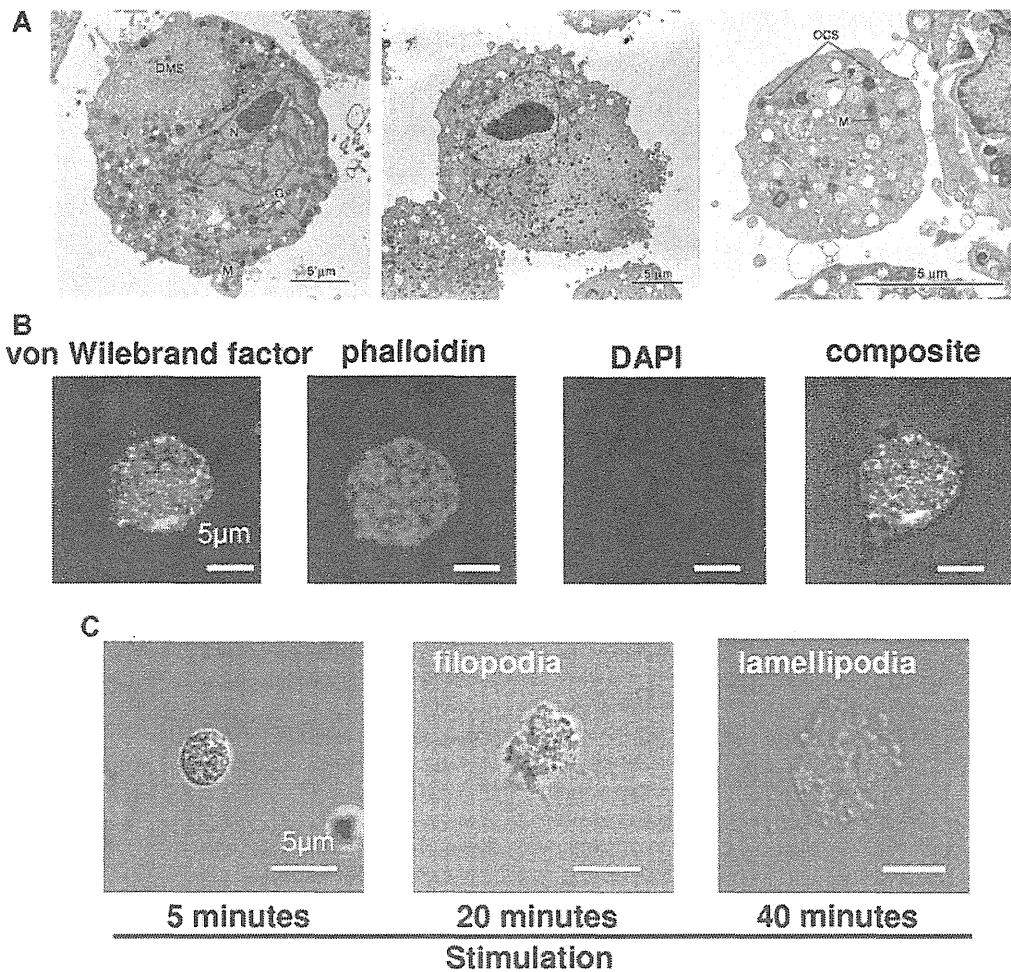 A
DMS
N
G
M
5 µm
5 µm
OCS
M
5 µm
B
von Wilebrand factor
phalloidin
DAPI
composite
5µm
C
filopodia
lamellipodia
5µm
5 minutes
20 minutes
40 minutes
Stimulation